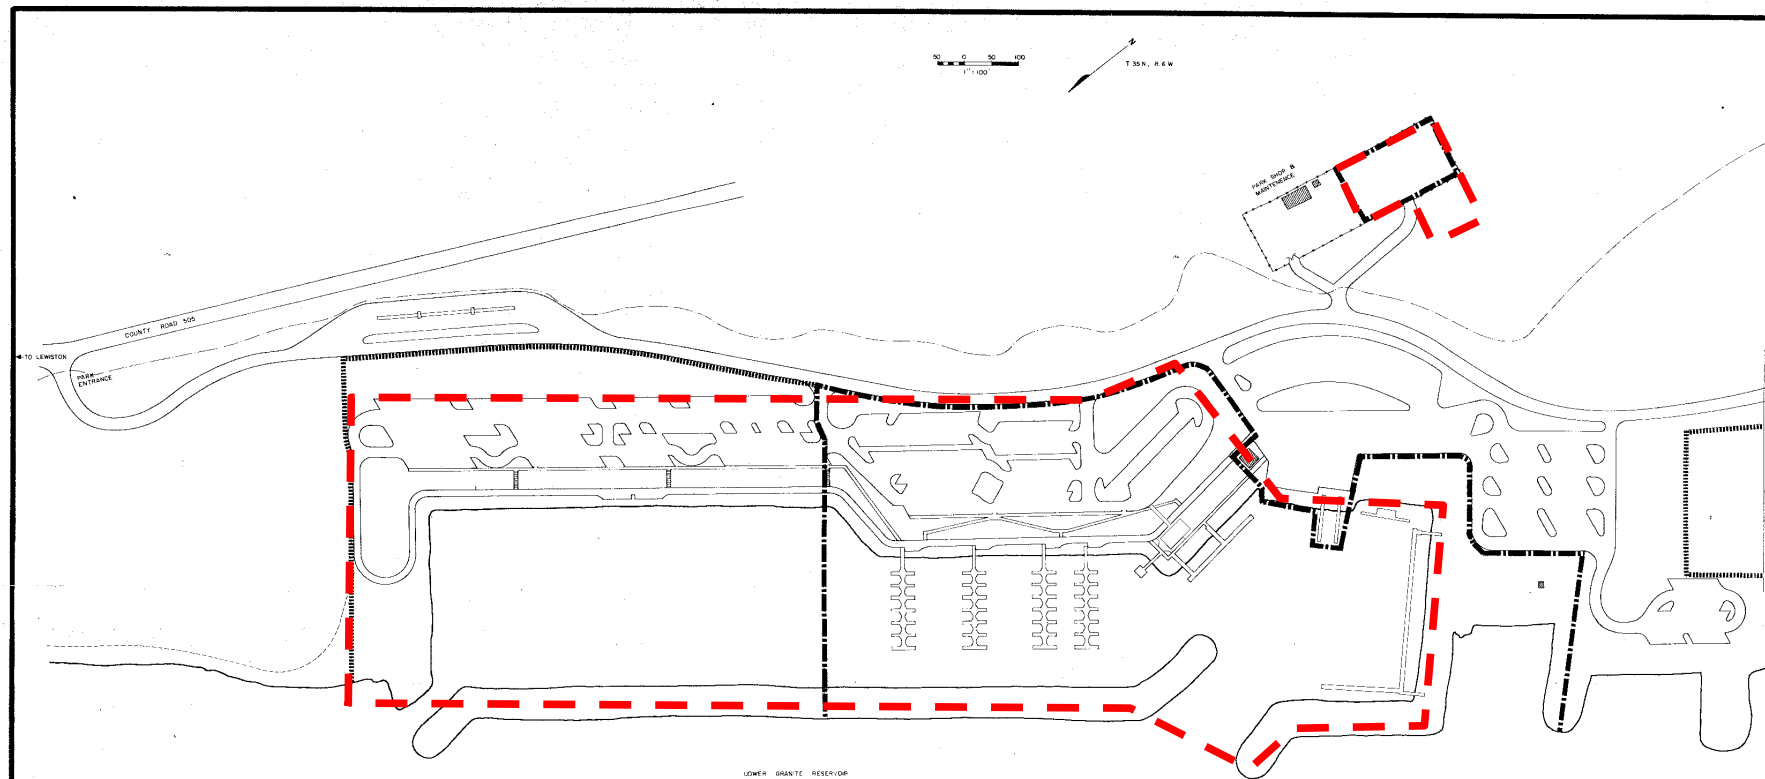 N
50 0 50 100
1" : 100'
T 35 N, R. 6 W
PARK SHOP &
MAINTENENCE
COUNTY ROAD 505
TO LEWISTON
PARK
ENTRANCE
LOWER GRANITE RESERVOIR